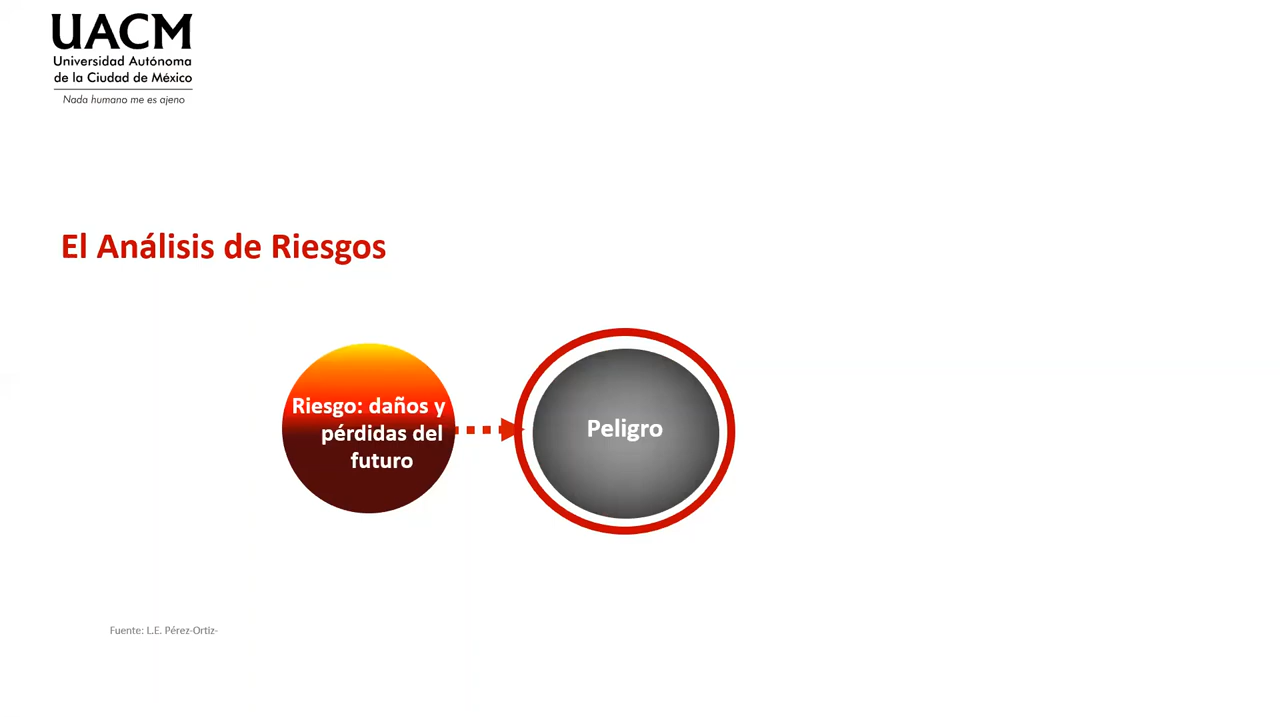 UACM
Universidad Autónoma
de la Ciudad de México
Nada humano me es ajeno
El Análisis de Riesgos
Riesgo: daños y
pérdidas del
futuro
Peligro
Fuente: L.E. Pérez-Ortiz-